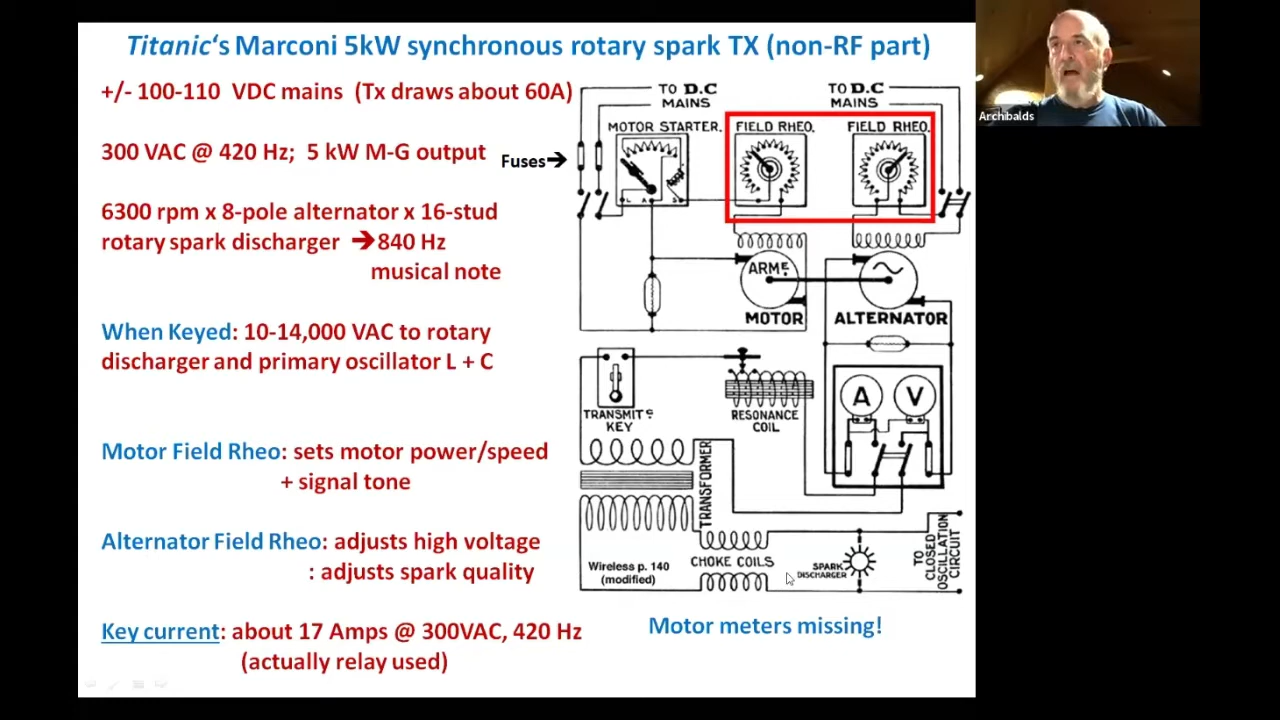 Titanic‘s Marconi 5kW synchronous rotary spark TX (non-RF part)
+/- 100-110 VDC mains (Tx draws about 60A)
300 VAC @ 420 Hz; 5 kW M-G output
Fuses➔
6300 rpm x 8-pole alternator x 16-stud
rotary spark discharger ➔840 Hz
musical note
When Keyed: 10-14,000 VAC to rotary
discharger and primary oscillator L + C
Motor Field Rheo: sets motor power/speed
+ signal tone
Alternator Field Rheo: adjusts high voltage
: adjusts spark quality
Key current: about 17 Amps @ 300VAC, 420 Hz
(actually relay used)
TO D.C
MAINS
TO D.C
MAINS
MOTOR STARTER.
FIELD RHEO.
FIELD RHEO.
L A S
ARME
MOTOR
ALTERNATOR
TRANSMITG
KEY
RESONANCE
COIL
A V
TRANSFORMER
CHOKE COILS
SPARK
DISCHARGER
TO
CLOSED
OSCILLATION
CIRCUIT
Wireless p. 140
(modified)
Motor meters missing!
Archibalds